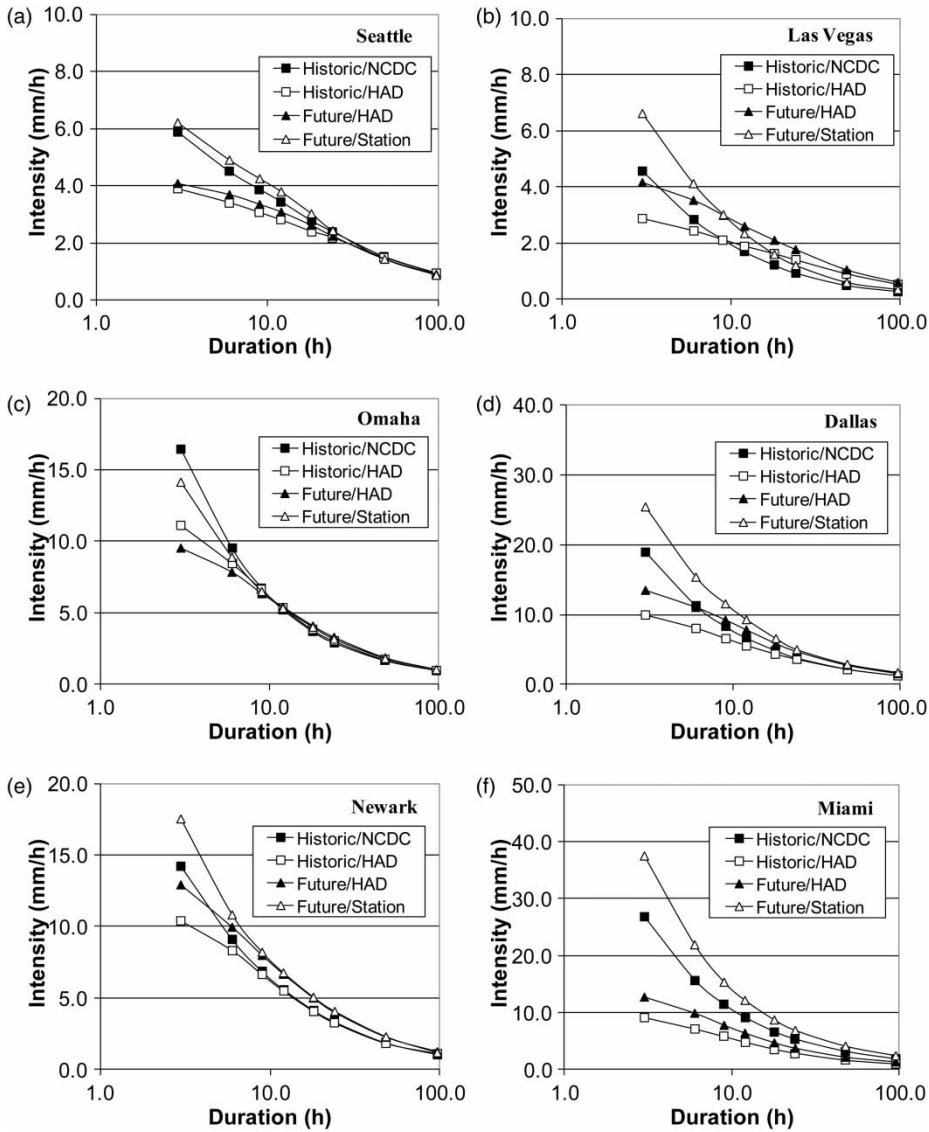 (a)
Seattle
Historic/NCDC
Historic/HAD
Future/HAD
Future/Station
Intensity (mm/h)
10.0
8.0
6.0
4.0
2.0
0.0
1.0 10.0 100.0
Duration (h)
(b)
Las Vegas
Historic/NCDC
Historic/HAD
Future/HAD
Future/Station
Intensity (mm/h)
10.0
8.0
6.0
4.0
2.0
0.0
1.0 10.0 100.0
Duration (h)
(c)
Omaha
Historic/NCDC
Historic/HAD
Future/HAD
Future/Station
Intensity (mm/h)
20.0
15.0
10.0
5.0
0.0
1.0 10.0 100.0
Duration (h)
(d)
Dallas
Historic/NCDC
Historic/HAD
Future/HAD
Future/Station
Intensity (mm/h)
40.0
30.0
20.0
10.0
0.0
1.0 10.0 100.0
Duration (h)
(e)
Newark
Historic/NCDC
Historic/HAD
Future/HAD
Future/Station
Intensity (mm/h)
20.0
15.0
10.0
5.0
0.0
1.0 10.0 100.0
Duration (h)
(f)
Miami
Historic/NCDC
Historic/HAD
Future/HAD
Future/Station
Intensity (mm/h)
50.0
40.0
30.0
20.0
10.0
0.0
1.0 10.0 100.0
Duration (h)